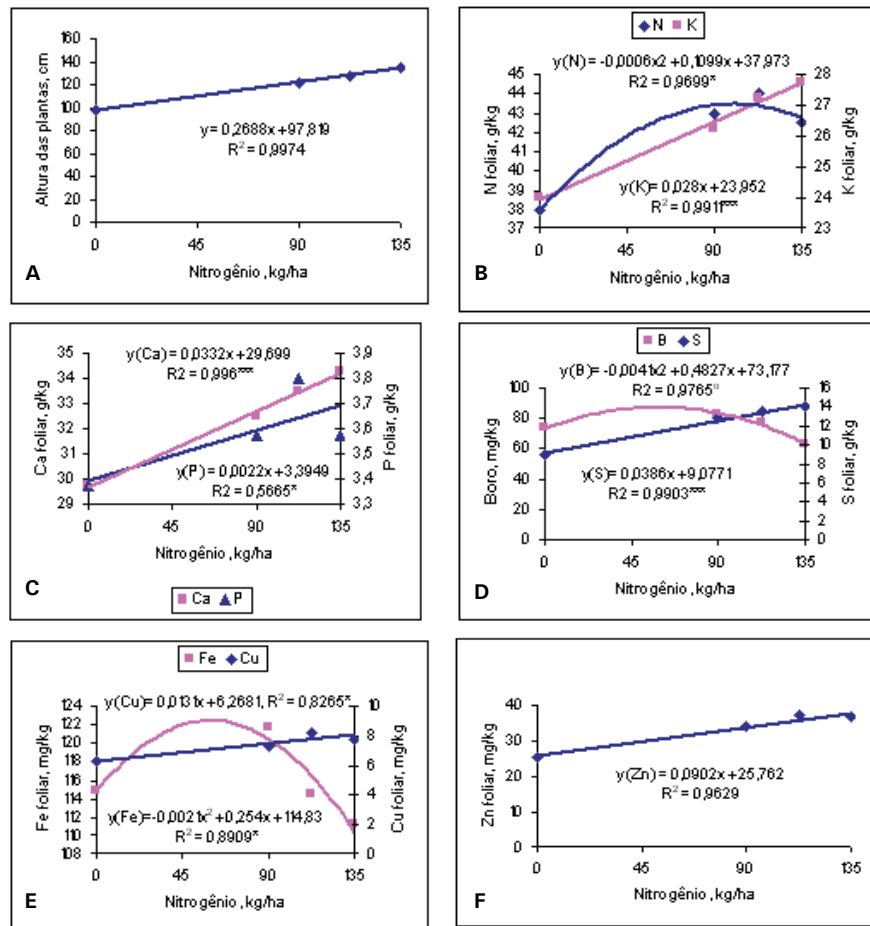 160
140
120
100
80
60
40
20
0
Altura das plantas, cm
y= 0,2688x + 97,819
R² = 0,9974
0 45 90 135
Nitrogênio , kg/ha
A
N K
y(N)= -0,0006x2 + 0,1099x + 37,973
R2 = 0,9699*
45
44
43
42
41
40
39
38
37
N foliar, g/kg
28
27
26
25
24
23
K foliar, g/kg
y(K)= 0,028x + 23,952
R² = 0,9911***
0 45 90 135
Nitrogênio , kg/ha
B
y(Ca)= 0,0332x + 29,699
R2 = 0,996***
35
34
33
32
31
30
29
Ca foliar, g/kg
3,9
3,8
3,7
3,6
3,5
3,4
3,3
P foliar, g/kg
y(P)= 0,0022x + 3,3949
R2 = 0,5665*
0 45 90 135
Nitrogênio, kg/ha
C
Ca P
B S
y(B)= -0,0041x2 + 0,4827x + 73,177
R2 = 0,9765°
100
80
60
40
20
0
Boro, mg/kg
16
14
12
10
8
6
4
2
0
S foliar, g/kg
y(S)= 0,0386x + 9,0771
R2 = 0,9903***
0 45 90 135
Nitrogênio, kg/ha
D
Fe Cu
y(Cu)= 0,0131x + 6,2681, R² = 0,8265*
124
122
120
118
116
114
112
110
108
Fe foliar, mg/kg
10
8
6
4
2
0
Cu foliar, mg/kg
y(Fe)=-0,0021x² + 0,254x + 114,83
R² = 0,8909*
0 45 90 135
Nitrogênio, kg/ha
E
40
30
20
10
0
Zn foliar, mg/kg
y(Zn)= 0,0902x + 25,762
R² = 0,9629
0 45 90 135
Nitrogênio, kg/ha
F